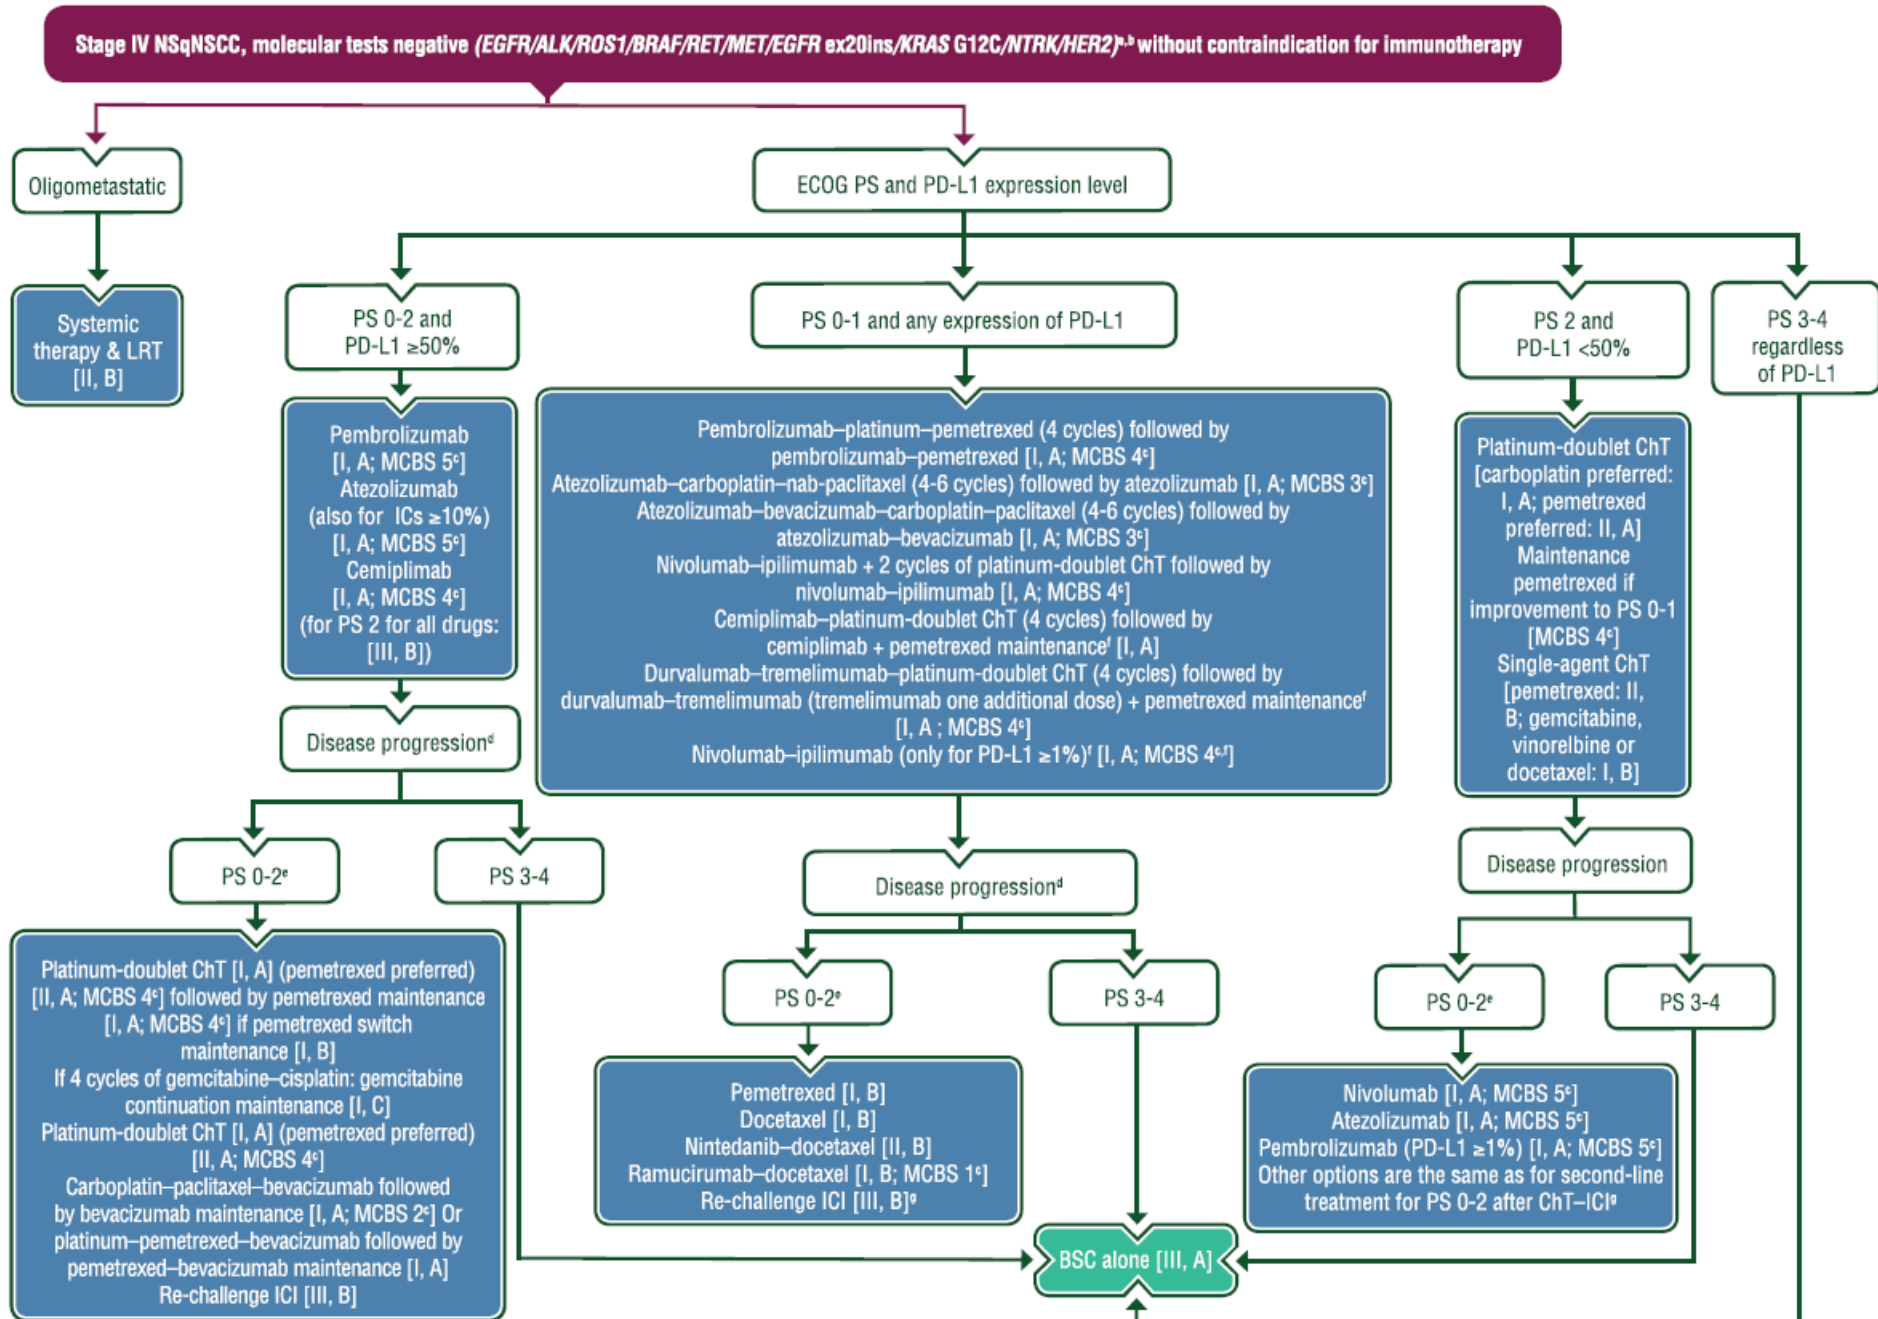 Stage IV NSqNSCC, molecular tests negative (EGFR/ALK/ROS1/BRAF/RET/MET/EGFR ex20ins/KRAS G12C/NTRK/HER2)a,b without contraindication for immunotherapy
Oligometastatic
ECOG PS and PD-L1 expression level
Systemic
therapy & LRT
[II, B]
PS 0-2 and
PD-L1 ≥50%
PS 0-1 and any expression of PD-L1
PS 2 and
PD-L1 <50%
PS 3-4
regardless
of PD-L1
Pembrolizumab
[I, A; MCBS 5c]
Atezolizumab
(also for ICs ≥10%)
[I, A; MCBS 5c]
Cemiplimab
[I, A; MCBS 4c]
(for PS 2 for all drugs:
[III, B])
Pembrolizumab–platinum–pemetrexed (4 cycles) followed by
pembrolizumab–pemetrexed [I, A; MCBS 4c]
Atezolizumab–carboplatin–nab-paclitaxel (4-6 cycles) followed by atezolizumab [I, A; MCBS 3c]
Atezolizumab–bevacizumab–carboplatin–paclitaxel (4-6 cycles) followed by
atezolizumab–bevacizumab [I, A; MCBS 3c]
Nivolumab–ipilimumab + 2 cycles of platinum-doublet ChT followed by
nivolumab–ipilimumab [I, A; MCBS 4c]
Cemiplimab–platinum-doublet ChT (4 cycles) followed by
cemiplimab + pemetrexed maintenancef [I, A]
Durvalumab–tremelimumab–platinum-doublet ChT (4 cycles) followed by
durvalumab–tremelimumab (tremelimumab one additional dose) + pemetrexed maintenancef
[I, A ; MCBS 4c]
Nivolumab–ipilimumab (only for PD-L1 ≥1%)f [I, A; MCBS 4c,f]
Platinum-doublet ChT
[carboplatin preferred:
I, A; pemetrexed
preferred: II, A]
Maintenance
pemetrexed if
improvement to PS 0-1
[MCBS 4c]
Single-agent ChT
[pemetrexed: II,
B; gemcitabine,
vinorelbine or
docetaxel: I, B]
Disease progressiond
Disease progressiond
Disease progression
PS 0-2e
PS 3-4
PS 0-2e
PS 3-4
PS 0-2e
PS 3-4
Platinum-doublet ChT [I, A] (pemetrexed preferred)
[II, A; MCBS 4c] followed by pemetrexed maintenance
[I, A; MCBS 4c] if pemetrexed switch
maintenance [I, B]
If 4 cycles of gemcitabine–cisplatin: gemcitabine
continuation maintenance [I, C]
Platinum-doublet ChT [I, A] (pemetrexed preferred)
[II, A; MCBS 4c]
Carboplatin–paclitaxel–bevacizumab followed
by bevacizumab maintenance [I, A; MCBS 2c] Or
platinum–pemetrexed–bevacizumab followed by
pemetrexed–bevacizumab maintenance [I, A]
Re-challenge ICI [III, B]
Pemetrexed [I, B]
Docetaxel [I, B]
Nintedanib–docetaxel [II, B]
Ramucirumab–docetaxel [I, B; MCBS 1c]
Re-challenge ICI [III, B]g
Nivolumab [I, A; MCBS 5c]
Atezolizumab [I, A; MCBS 5c]
Pembrolizumab (PD-L1 ≥1%) [I, A; MCBS 5c]
Other options are the same as for second-line
treatment for PS 0-2 after ChT–ICIg
BSC alone [III, A]